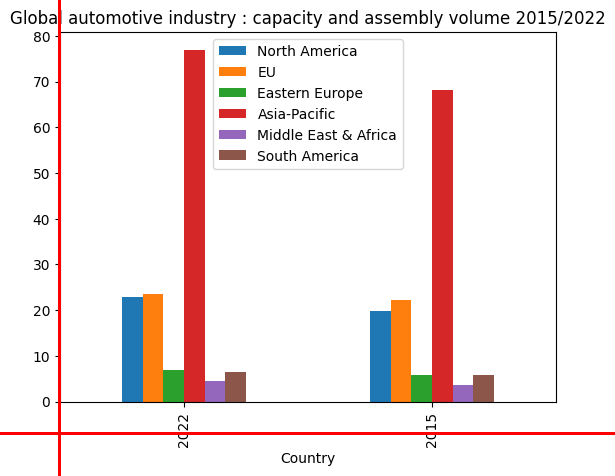 Global automotive industry : capacity and assembly volume 2015/2022
80
70
60
50
40
30
20
10
0
North America
EU
Eastern Europe
Asia-Pacific
Middle East & Africa
South America
2022
2015
Country